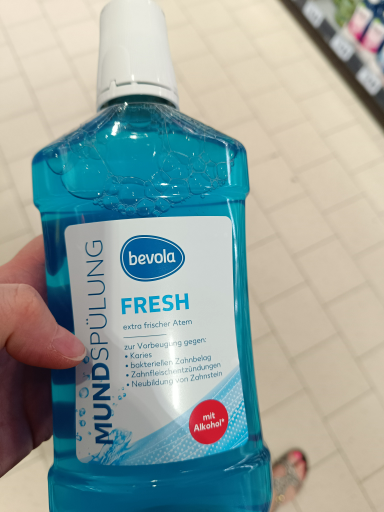 bevola
MUNDSPÜLUNG
FRESH
extra frischer Atem
zur Vorbeugung gegen:
• Karies
• bakteriellen Zahnbelag
• Zahnfleischentzündungen
• Neubildung von Zahnstein
mit
Alkohol*